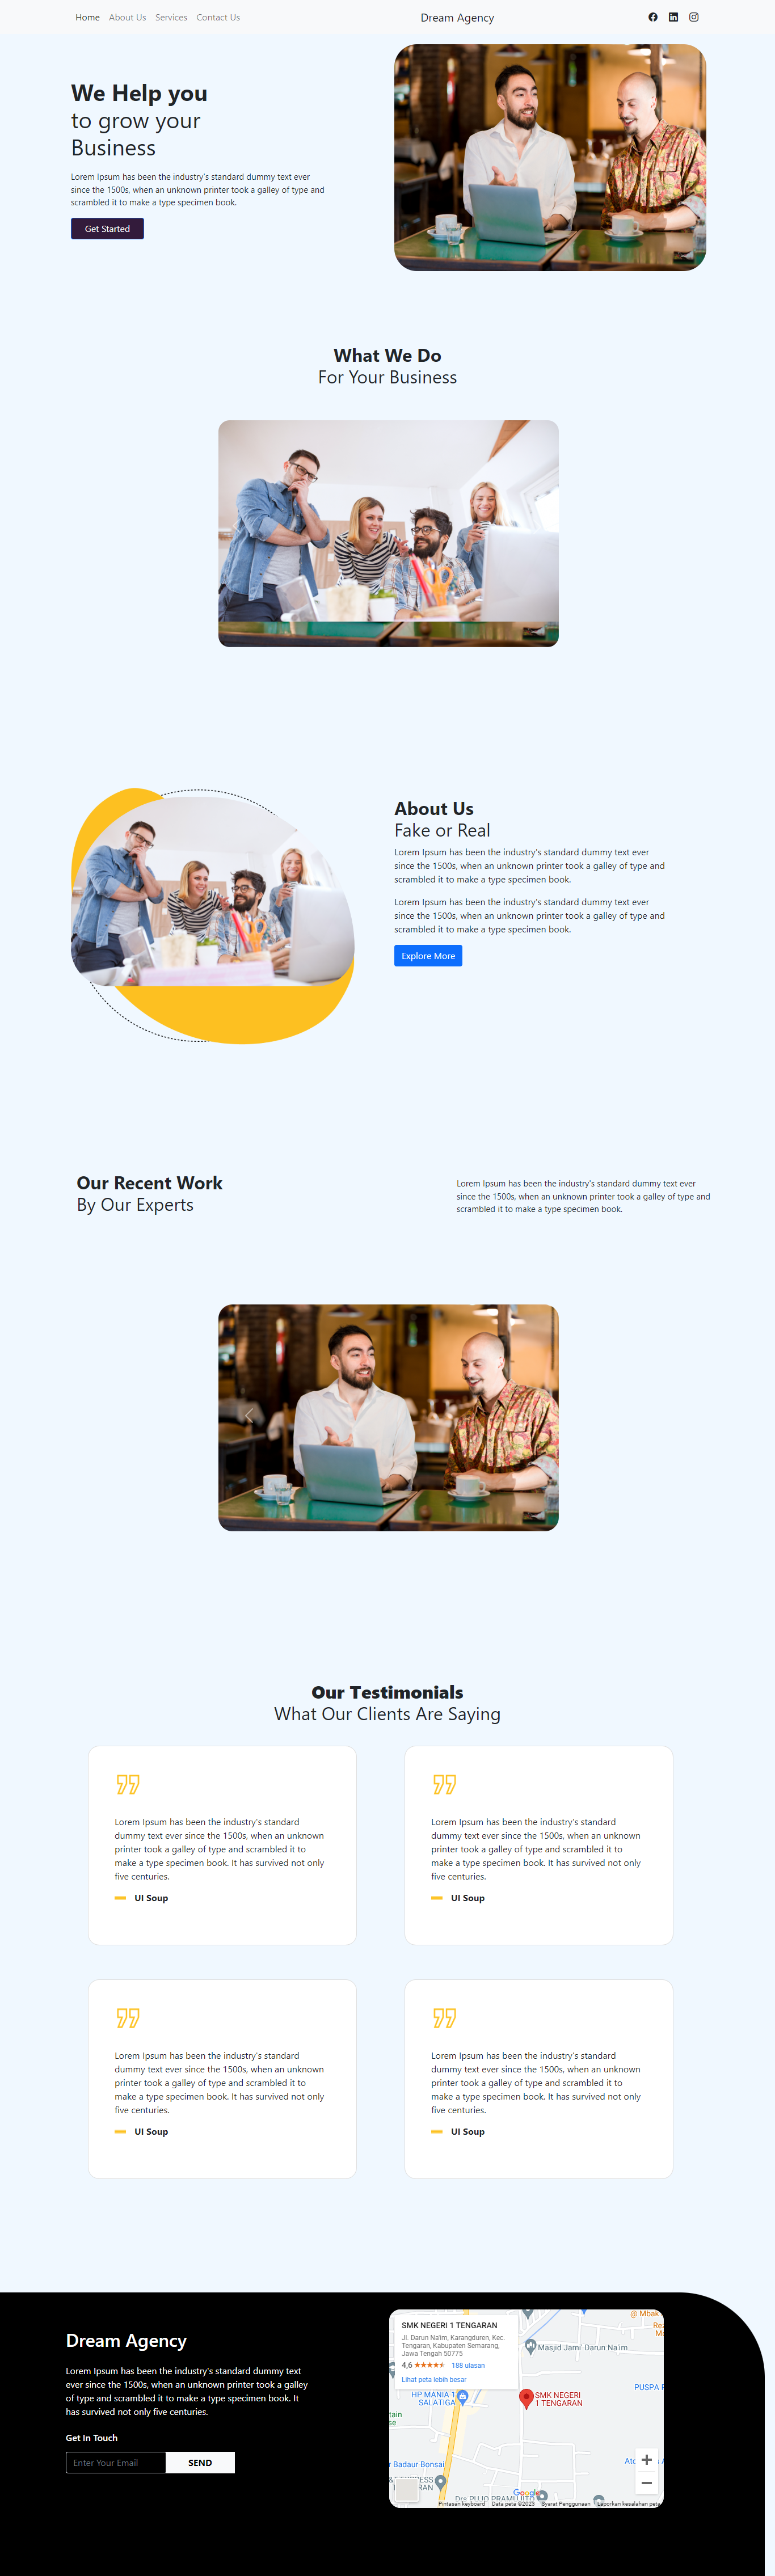 Home About Us Services Contact Us
Dream Agency
We Help you
to grow your
Business
Lorem Ipsum has been the industry's standard dummy text ever
since the 1500s, when an unknown printer took a galley of type and
scrambled it to make a type specimen book.
Get Started
What We Do
For Your Business
About Us
Fake or Real
Lorem Ipsum has been the industry's standard dummy text ever
since the 1500s, when an unknown printer took a galley of type and
scrambled it to make a type specimen book.
Lorem Ipsum has been the industry's standard dummy text ever
since the 1500s, when an unknown printer took a galley of type and
scrambled it to make a type specimen book.
Explore More
Our Recent Work
By Our Experts
Lorem Ipsum has been the industry's standard dummy text ever
since the 1500s, when an unknown printer took a galley of type and
scrambled it to make a type specimen book.
Our Testimonials
What Our Clients Are Saying
Lorem Ipsum has been the industry's standard
dummy text ever since the 1500s, when an unknown
printer took a galley of type and scrambled it to
make a type specimen book. It has survived not only
five centuries.
UI Soup
Lorem Ipsum has been the industry's standard
dummy text ever since the 1500s, when an unknown
printer took a galley of type and scrambled it to
make a type specimen book. It has survived not only
five centuries.
UI Soup
Lorem Ipsum has been the industry's standard
dummy text ever since the 1500s, when an unknown
printer took a galley of type and scrambled it to
make a type specimen book. It has survived not only
five centuries.
UI Soup
Lorem Ipsum has been the industry's standard
dummy text ever since the 1500s, when an unknown
printer took a galley of type and scrambled it to
make a type specimen book. It has survived not only
five centuries.
UI Soup
Dream Agency
Lorem Ipsum has been the industry's standard dummy text
ever since the 1500s, when an unknown printer took a galley
of type and scrambled it to make a type specimen book. It
has survived not only five centuries.
Get In Touch
Enter Your Email
SEND
SMK NEGERI 1 TENGARAN
Jl. Darun Na'im, Karangduren, Kec.
Tengaran, Kabupaten Semarang,
Jawa Tengah 50775
4,6 ★★★★★ 188 ulasan
Lihat peta lebih besar
@ Mbak
Masjid Jami' Darun Na'im
PUSPA
HP MANIA 1
SALATIGA
SMK NEGERI
1 TENGARAN
Badaur Bonsai
Google
Pintasan keyboard Data peta ©2023 Syarat Penggunaan Laporkan kesalahan peta